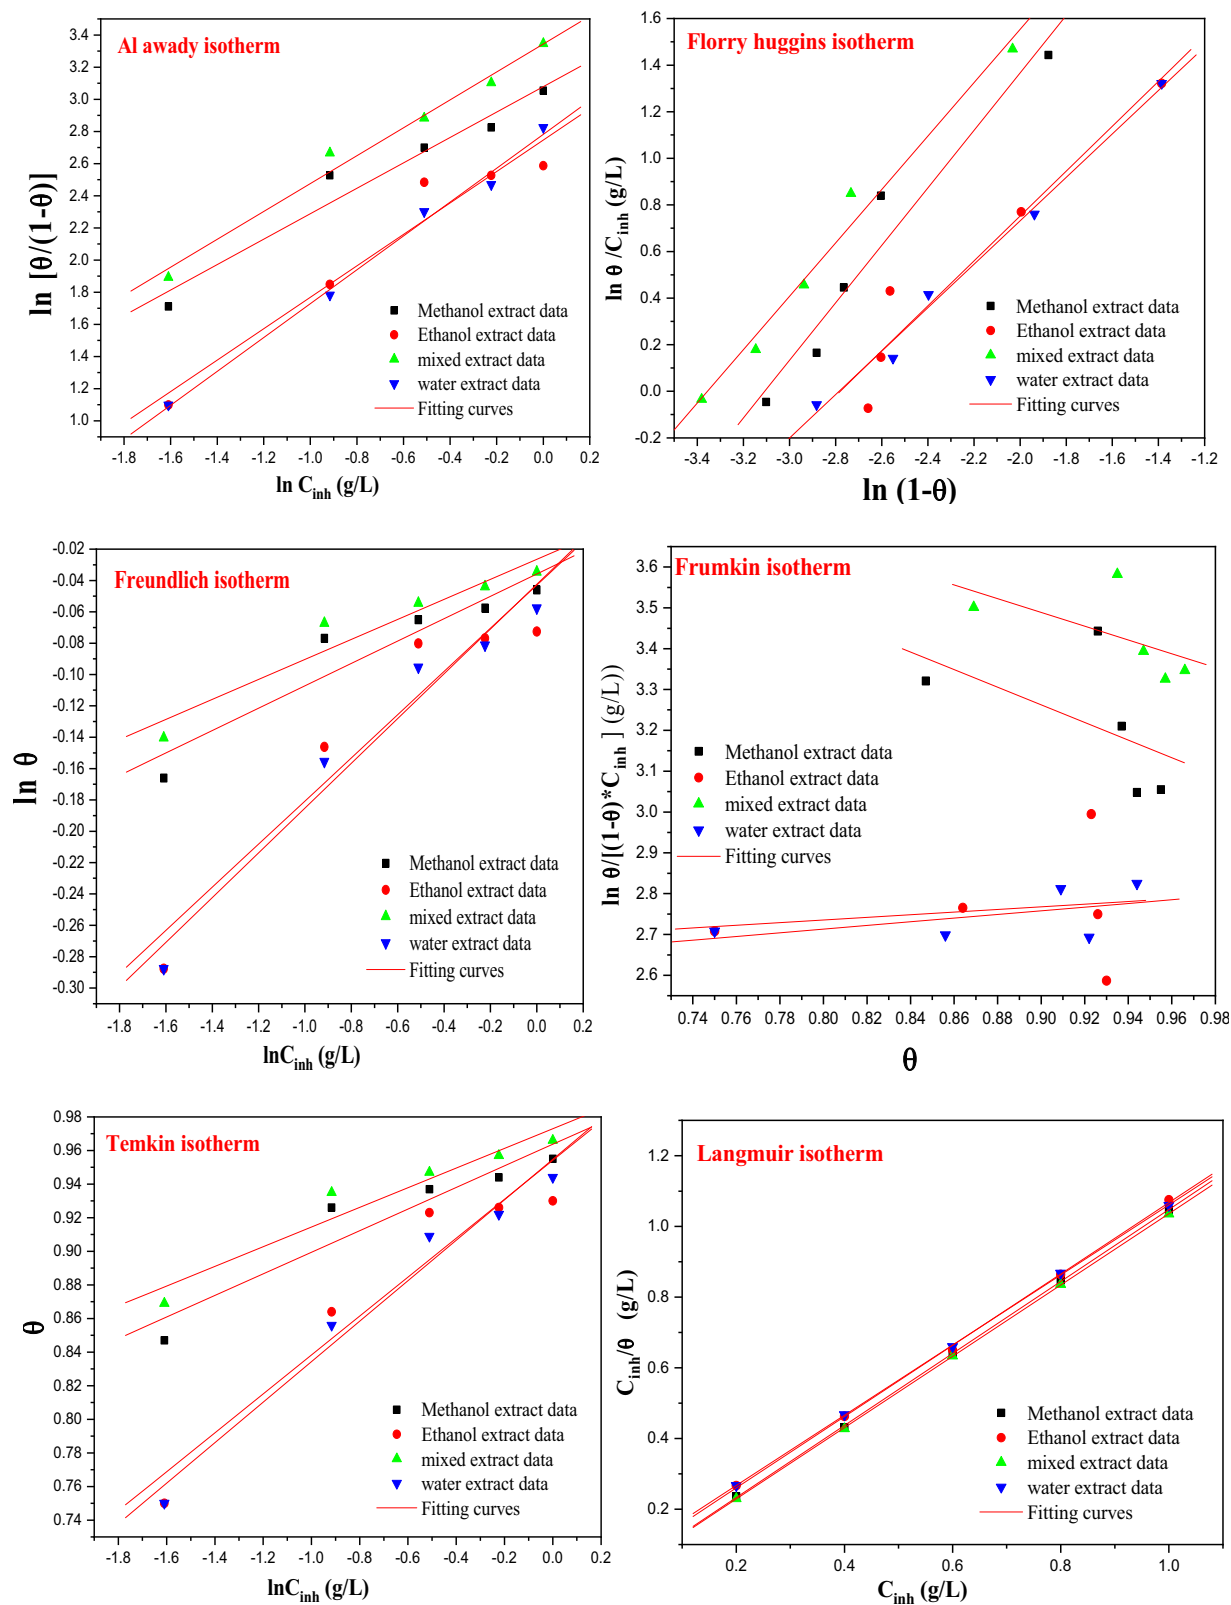 Al awady isotherm
ln [θ/(1-θ)]
3.4
3.2
3.0
2.8
2.6
2.4
2.2
2.0
1.8
1.6
1.4
1.2
1.0
Methanol extract data
Ethanol extract data
mixed extract data
water extract data
Fitting curves
-1.8 -1.6 -1.4 -1.2 -1.0 -0.8 -0.6 -0.4 -0.2 0.0 0.2
ln C_inh (g/L)
Florry huggins isotherm
ln θ /C_inh (g/L)
1.6
1.4
1.2
1.0
0.8
0.6
0.4
0.2
0.0
-0.2
Methanol extract data
Ethanol extract data
mixed extract data
water extract data
Fitting curves
-3.4 -3.2 -3.0 -2.8 -2.6 -2.4 -2.2 -2.0 -1.8 -1.6 -1.4 -1.2
ln (1-θ)
Freundlich isotherm
ln θ
-0.02
-0.04
-0.06
-0.08
-0.10
-0.12
-0.14
-0.16
-0.18
-0.20
-0.22
-0.24
-0.26
-0.28
-0.30
Methanol extract data
Ethanol extract data
mixed extract data
water extract data
Fitting curves
-1.8 -1.6 -1.4 -1.2 -1.0 -0.8 -0.6 -0.4 -0.2 0.0 0.2
lnC_inh (g/L)
Frumkin isotherm
ln θ/[(1-θ)*C_inh ] (g/L))
3.6
3.5
3.4
3.3
3.2
3.1
3.0
2.9
2.8
2.7
2.6
Methanol extract data
Ethanol extract data
mixed extract data
water extract data
Fitting curves
0.74 0.76 0.78 0.80 0.82 0.84 0.86 0.88 0.90 0.92 0.94 0.96 0.98
θ
Temkin isotherm
θ
0.98
0.96
0.94
0.92
0.90
0.88
0.86
0.84
0.82
0.80
0.78
0.76
0.74
Methanol extract data
Ethanol extract data
mixed extract data
water extract data
Fitting curves
-1.8 -1.6 -1.4 -1.2 -1.0 -0.8 -0.6 -0.4 -0.2 0.0 0.2
lnC_inh (g/L)
Langmuir isotherm
C_inh/θ (g/L)
1.2
1.0
0.8
0.6
0.4
0.2
Methanol extract data
Ethanol extract data
mixed extract data
water extract data
Fitting curves
0.2 0.4 0.6 0.8 1.0
C_inh (g/L)